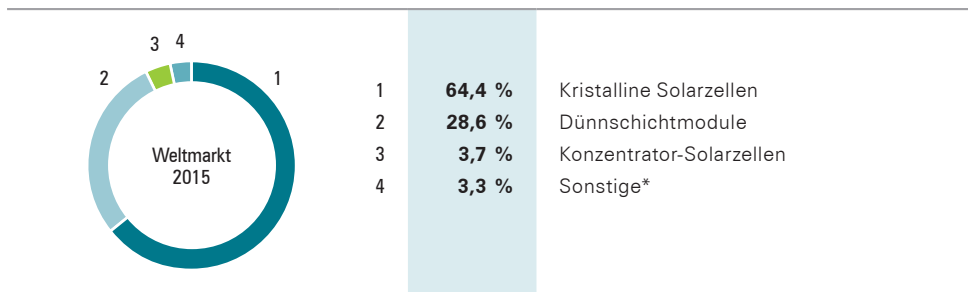 3 4
2 1
Weltmarkt
2015
1 64,4 % Kristalline Solarzellen
2 28,6 % Dünnschichtmodule
3 3,7 % Konzentrator-Solarzellen
4 3,3 % Sonstige*